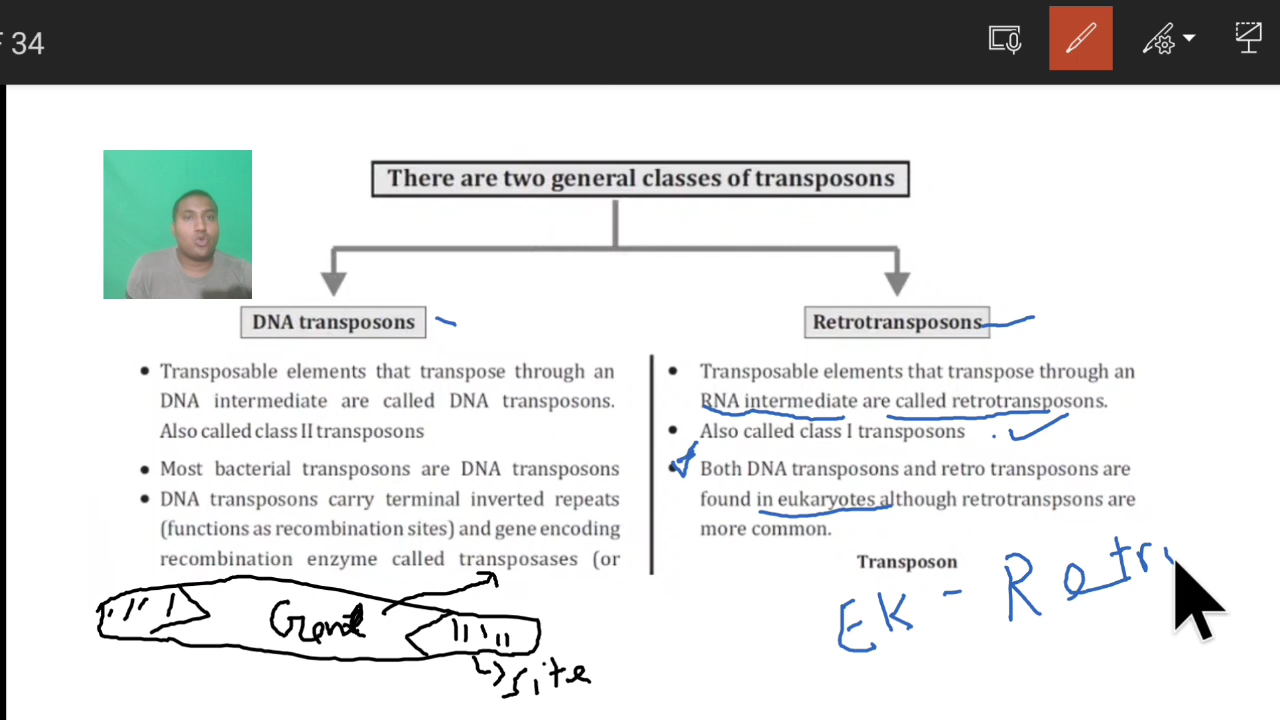 34
There are two general classes of transposons
DNA transposons
• Transposable elements that transpose through an
DNA intermediate are called DNA transposons.
Also called class II transposons
• Most bacterial transposons are DNA transposons
• DNA transposons carry terminal inverted repeats
(functions as recombination sites) and gene encoding
recombination enzyme called transposases (or
site
Retrotransposons
• Transposable elements that transpose through an
RNA intermediate are called retrotransposons.
• Also called class I transposons
• Both DNA transposons and retro transposons are
found in eukaryotes although retrotranspsons are
more common.
Transposon
EK - Retr